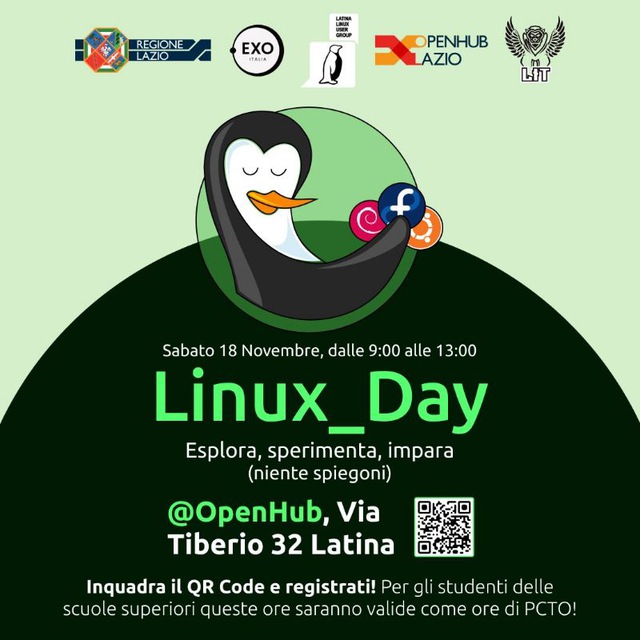 REGIONE
LAZIO
EXO
ITALIA
LATINA
LINUX
USER
GROUP
OPENHUB
LAZIO
LIT
Sabato 18 Novembre, dalle 9:00 alle 13:00
Linux_Day
Esplora, sperimenta, impara
(niente spiegoni)
@OpenHub, Via
Tiberio 32 Latina
Inquadra il QR Code e registrati! Per gli studenti delle
scuole superiori queste ore saranno valide come ore di PCTO!